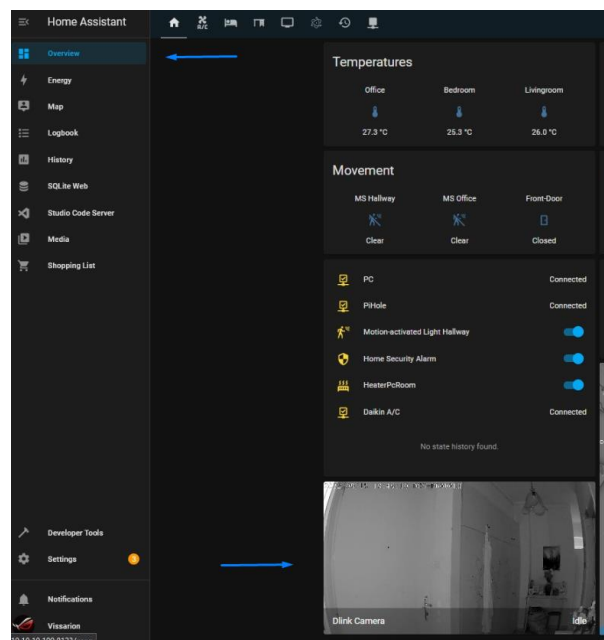 Home Assistant
A/C
Overview
Energy
Map
Logbook
History
SQLite Web
Studio Code Server
Media
Shopping List
Developer Tools
Settings 3
Notifications
Vissarion
Temperatures
Office Bedroom Livingroom
27.3 °C 25.3 °C 26.0 °C
Movement
MS Hallway MS Office Front-Door
Clear Clear Closed
PC Connected
PiHole Connected
Motion-activated Light Hallway
Home Security Alarm
HeaterPcRoom
Daikin A/C Connected
No state history found.
Dlink Camera Idle